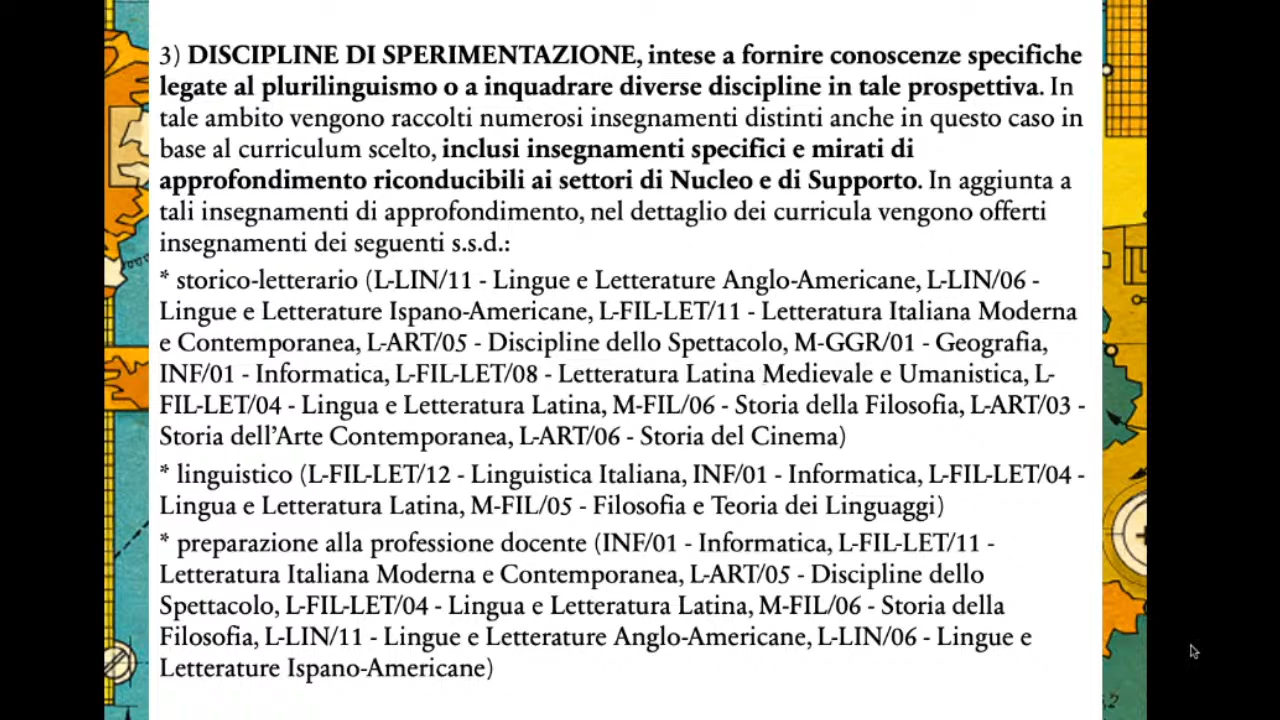 3) DISCIPLINE DI SPERIMENTAZIONE, intese a fornire conoscenze specifiche
legate al plurilinguismo o a inquadrare diverse discipline in tale prospettiva. In
tale ambito vengono raccolti numerosi insegnamenti distinti anche in questo caso in
base al curriculum scelto, inclusi insegnamenti specifici e mirati di
approfondimento riconducibili ai settori di Nucleo e di Supporto. In aggiunta a
tali insegnamenti di approfondimento, nel dettaglio dei curricula vengono offerti
insegnamenti dei seguenti s.s.d.:
* storico-letterario (L-LIN/11 - Lingue e Letterature Anglo-Americane, L-LIN/06 -
Lingue e Letterature Ispano-Americane, L-FIL-LET/11 - Letteratura Italiana Moderna
e Contemporanea, L-ART/05 - Discipline dello Spettacolo, M-GGR/01 - Geografia,
INF/01 - Informatica, L-FIL-LET/08 - Letteratura Latina Medievale e Umanistica, L-
FIL-LET/04 - Lingua e Letteratura Latina, M-FIL/06 - Storia della Filosofia, L-ART/03 -
Storia dell'Arte Contemporanea, L-ART/06 - Storia del Cinema)
* linguistico (L-FIL-LET/12 - Linguistica Italiana, INF/01 - Informatica, L-FIL-LET/04 -
Lingua e Letteratura Latina, M-FIL/05 - Filosofia e Teoria dei Linguaggi)
* preparazione alla professione docente (INF/01 - Informatica, L-FIL-LET/11 -
Letteratura Italiana Moderna e Contemporanea, L-ART/05 - Discipline dello
Spettacolo, L-FIL-LET/04 - Lingua e Letteratura Latina, M-FIL/06 - Storia della
Filosofia, L-LIN/11 - Lingue e Letterature Anglo-Americane, L-LIN/06 - Lingue e
Letterature Ispano-Americane)